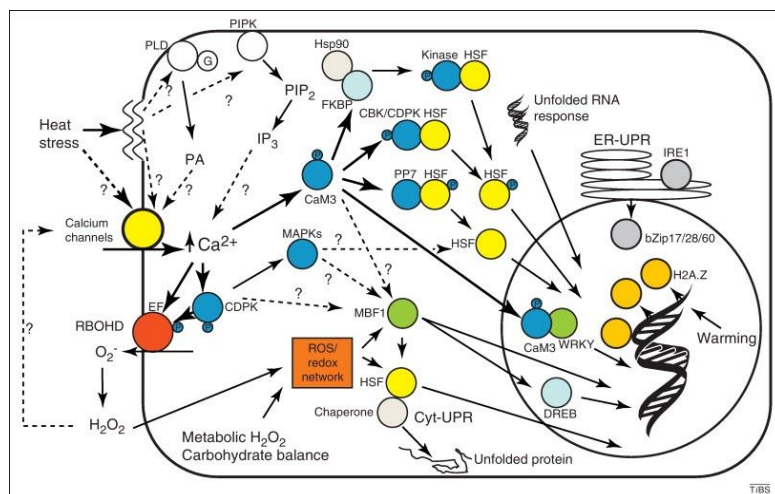 PIPK
PLD
G
?
?
PIP₂
Hsp90
FKBP
Kinase
HSF
P
Unfolded RNA
response
CBK/CDPK HSF
P
ER-UPR
IRE1
Heat
stress
IP₃
PA
?
?
?
?
P
CaM3
PP7
HSF
P
HSF
P
Calcium
channels
Ca²⁺
MAPKs
?
?
?
HSF
bZip17/28/60
H2A.Z
EF
CDPK
P
P
?
MBF1
P
CaM3
WRKY
Warming
RBOHD
O₂⁻
?
ROS/
redox
network
HSF
DREB
H₂O₂
Chaperone
Cyt-UPR
Metabolic H₂O₂
Carbohydrate balance
Unfolded protein
TiBS